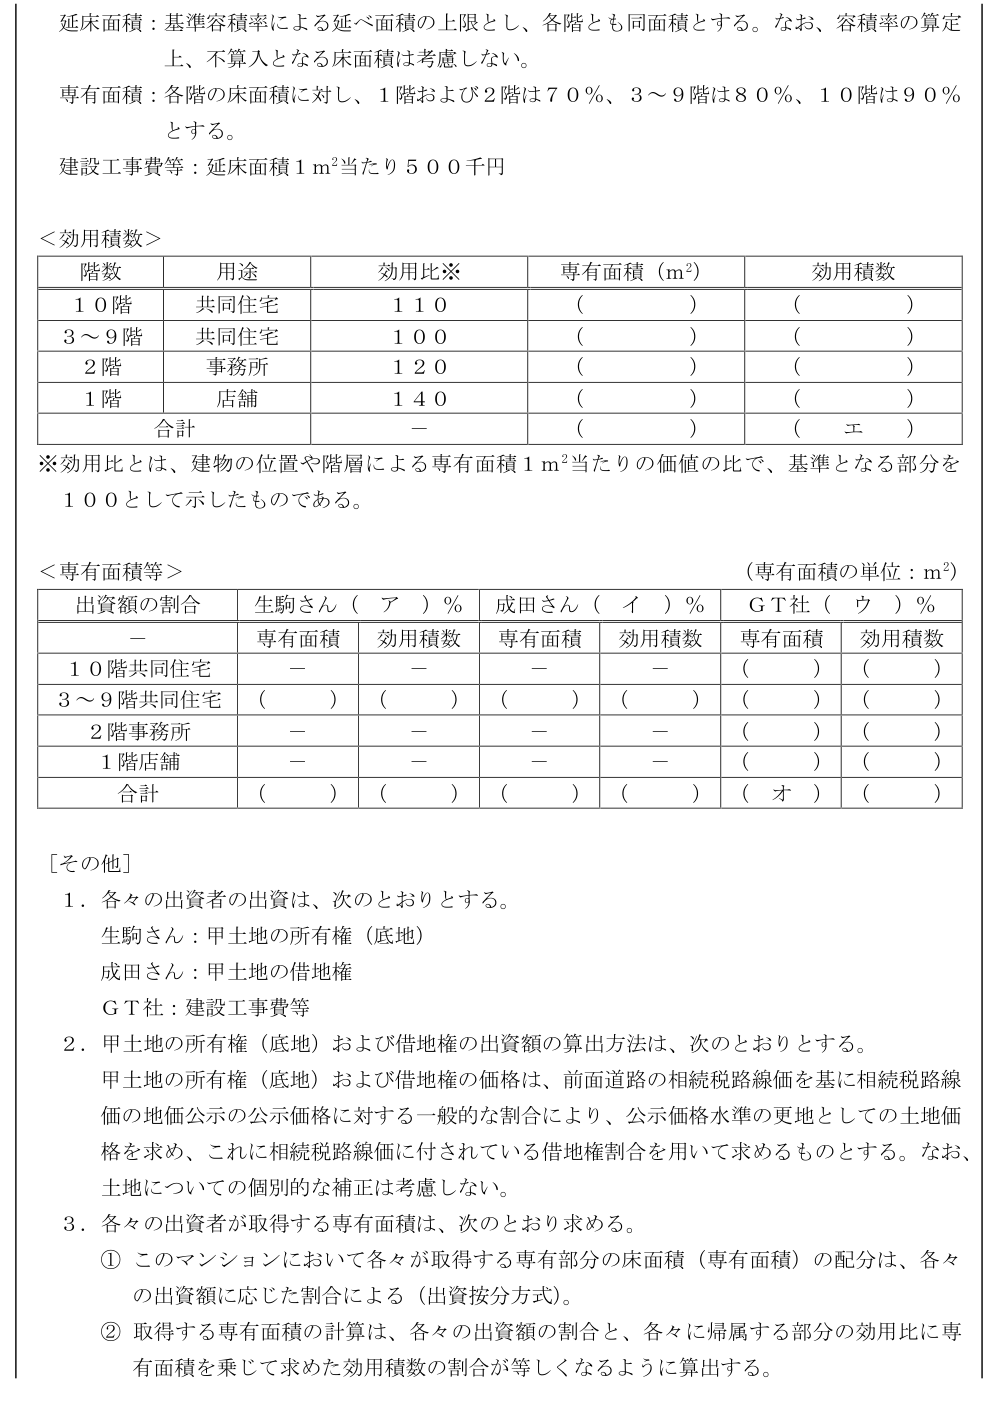 延床面積：基準容積率による延べ面積の上限とし、各階とも同面積とする。なお、容積率の算定
上、不算入となる床面積は考慮しない。
専有面積：各階の床面積に対し、１階および２階は７０％、３～９階は８０％、１０階は９０％
とする。
建設工事費等：延床面積１㎡当たり５００千円
＜効用積数＞
階数 用途 効用比※ 専有面積（㎡） 効用積数
１０階 共同住宅 １１０ （　　　） （　　　）
３～９階 共同住宅 １００ （　　　） （　　　）
２階 事務所 １２０ （　　　） （　　　）
１階 店舗 １４０ （　　　） （　　　）
合計 － （　　　） （　エ　）
※効用比とは、建物の位置や階層による専有面積１㎡当たりの価値の比で、基準となる部分を
１００として示したものである。
＜専有面積等＞ （専有面積の単位：㎡）
出資額の割合 生駒さん（　ア　）％ 成田さん（　イ　）％ ＧＴ社（　ウ　）％
－ 専有面積 効用積数 専有面積 効用積数 専有面積 効用積数
１０階共同住宅 － － － － （　　） （　　）
３～９階共同住宅 （　　） （　　） （　　） （　　） （　　） （　　）
２階事務所 － － － － （　　） （　　）
１階店舗 － － － － （　　） （　　）
合計 （　　） （　　） （　　） （　　） （　オ　） （　　）
［その他］
１．各々の出資者の出資は、次のとおりとする。
生駒さん：甲土地の所有権（底地）
成田さん：甲土地の借地権
ＧＴ社：建設工事費等
２．甲土地の所有権（底地）および借地権の出資額の算出方法は、次のとおりとする。
甲土地の所有権（底地）および借地権の価格は、前面道路の相続税路線価を基に相続税路線
価の地価公示の公示価格に対する一般的な割合により、公示価格水準の更地としての土地価
格を求め、これに相続税路線価に付されている借地権割合を用いて求めるものとする。なお、
土地についての個別的な補正は考慮しない。
３．各々の出資者が取得する専有面積は、次のとおり求める。
① このマンションにおいて各々が取得する専有部分の床面積（専有面積）の配分は、各々
の出資額に応じた割合による（出資按分方式）。
② 取得する専有面積の計算は、各々の出資額の割合と、各々に帰属する部分の効用比に専
有面積を乗じて求めた効用積数の割合が等しくなるように算出する。